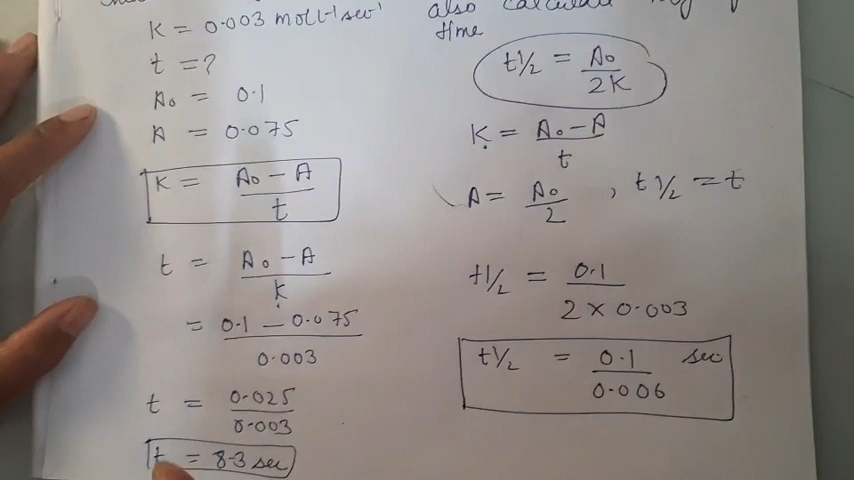 also calculate
time
K = 0.003 mol L⁻¹ sec⁻¹
t = ?
A₀ = 0.1
A = 0.075
K = A₀ - A / t
t = A₀ - A / K
= 0.1 - 0.075 / 0.003
t = 0.025 / 0.003
t = 8.3 sec
t½ = A₀ / 2K
K = A₀ - A / t
A = A₀ / 2 , t½ = t
t½ = 0.1 / 2 × 0.003
t½ = 0.1 / 0.006 sec